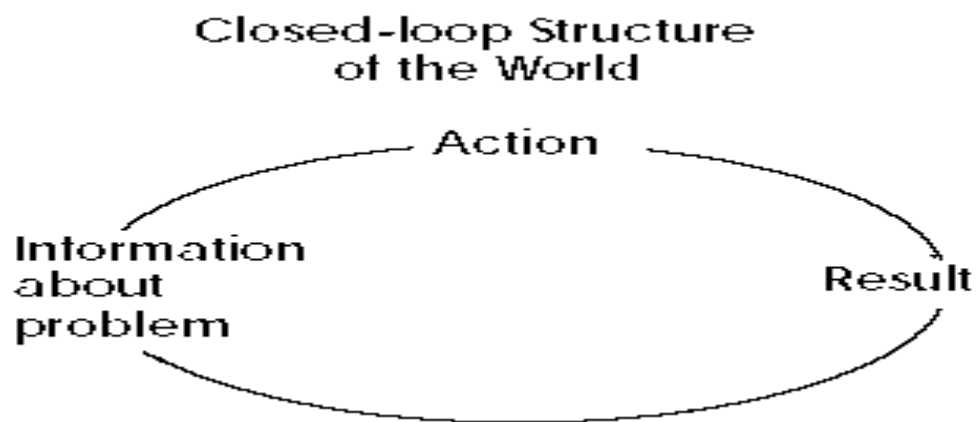 Closed-loop Structure
of the World
Action
Information
about
problem
Result